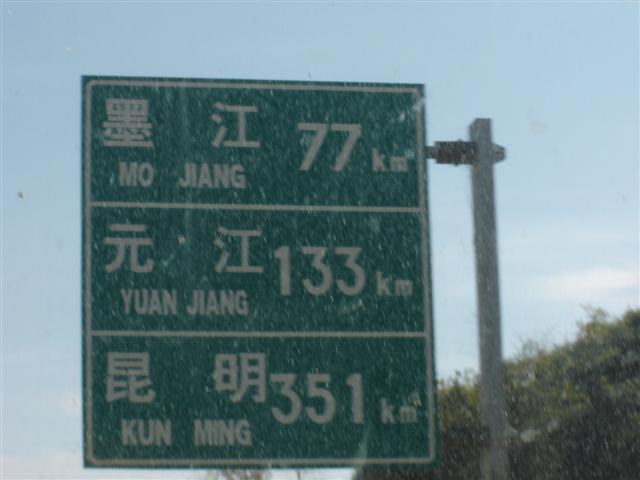 墨 江 77 km
MO JIANG
元 江 133 km
YUAN JIANG
昆 明 351 km
KUN MING